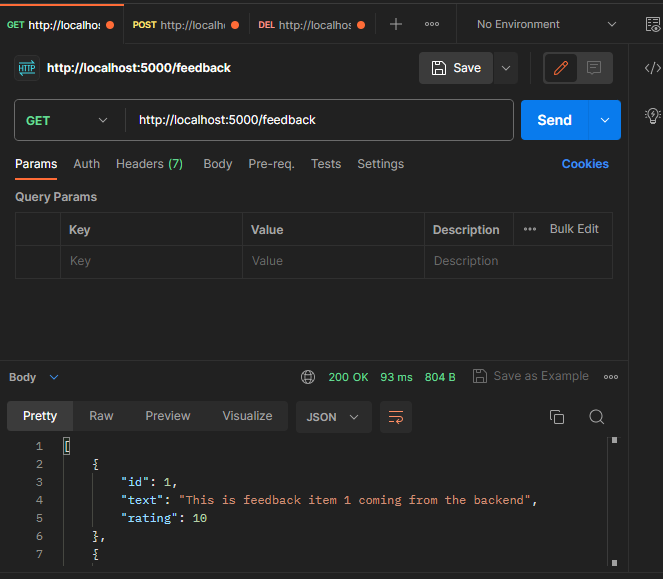 GET http://localhos POST http://localh DEL http://localhos No Environment
HTTP http://localhost:5000/feedback Save
GET http://localhost:5000/feedback Send
Params Auth Headers (7) Body Pre-req. Tests Settings Cookies
Query Params
Key Value Description Bulk Edit
Key Value Description
Body 200 OK 93 ms 804 B Save as Example
Pretty Raw Preview Visualize JSON
1 [
2 {
3 "id": 1,
4 "text": "This is feedback item 1 coming from the backend",
5 "rating": 10
6 },
7 {